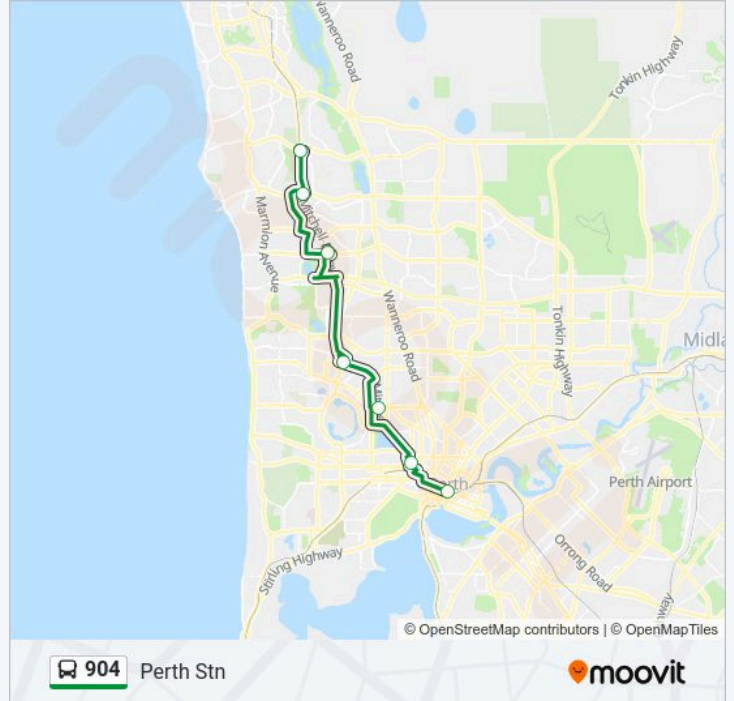 Wanneroo Road
Tonkin Highway
Marmion Avenue
Mitchell
Wanneroo Road
Tonkin Highway
Midla
Perth Airport
Stirling Highway
Orrong Road
© OpenStreetMap contributors | © OpenMapTiles
904 Perth Stn
moovit